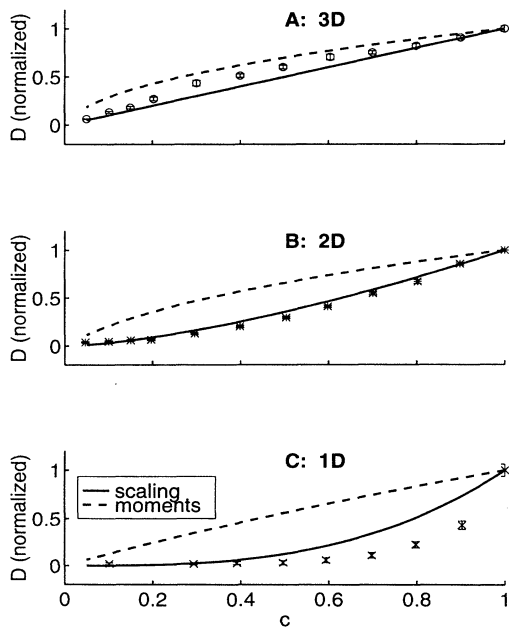 A: 3D
D (normalized)
1
0.5
0
B: 2D
D (normalized)
1
0.5
0
C: 1D
D (normalized)
1
0.5
0
scaling
moments
0 0.2 0.4 0.6 0.8 1
c